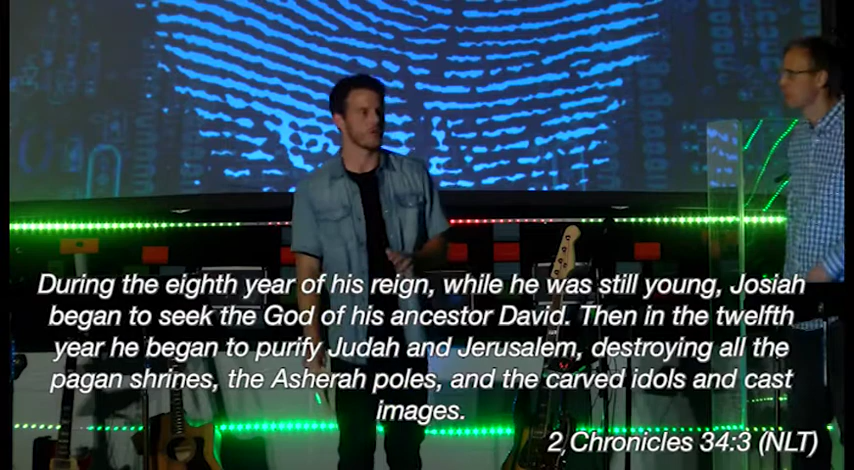 During the eighth year of his reign, while he was still young, Josiah
began to seek the God of his ancestor David. Then in the twelfth
year he began to purify Judah and Jerusalem, destroying all the
pagan shrines, the Asherah poles, and the carved idols and cast
images.
2 Chronicles 34:3 (NLT)